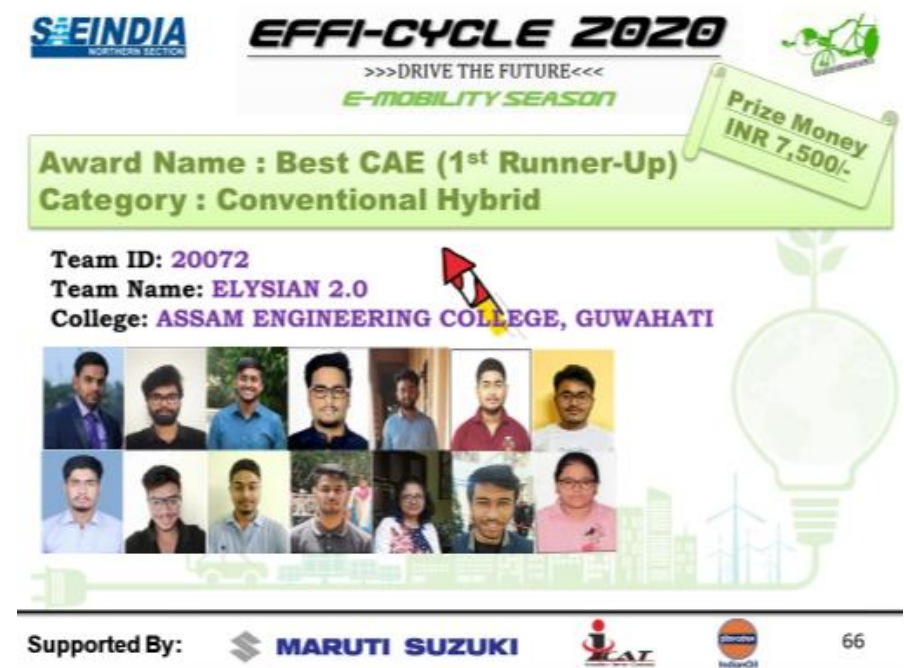 SAEINDIA
NORTHERN SECTION
EFFI-CYCLE 2020
>>>DRIVE THE FUTURE<<<
E-MOBILITY SEASON
Prize Money
INR 7,500/-
Award Name : Best CAE (1st Runner-Up)
Category : Conventional Hybrid
Team ID: 20072
Team Name: ELYSIAN 2.0
College: ASSAM ENGINEERING COLLEGE, GUWAHATI
Supported By:
MARUTI SUZUKI
iCAT
IndianOil
66